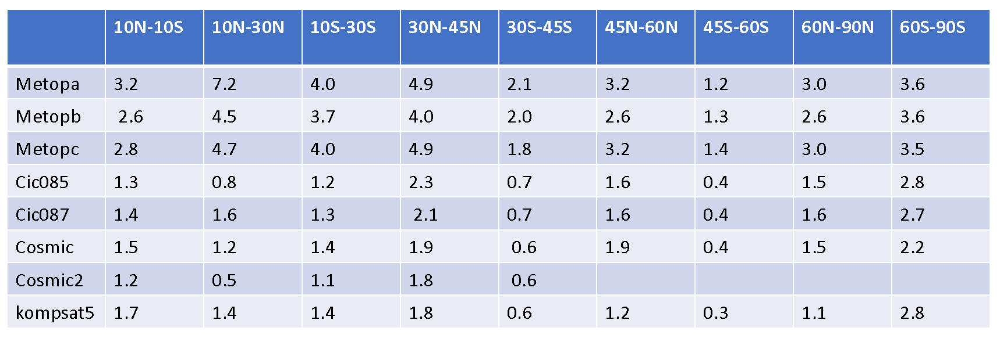 10N-10S 10N-30N 10S-30S 30N-45N 30S-45S 45N-60N 45S-60S 60N-90N 60S-90S
Metopa 3.2 7.2 4.0 4.9 2.1 3.2 1.2 3.0 3.6
Metopb 2.6 4.5 3.7 4.0 2.0 2.6 1.3 2.6 3.6
Metopc 2.8 4.7 4.0 4.9 1.8 3.2 1.4 3.0 3.5
Cic085 1.3 0.8 1.2 2.3 0.7 1.6 0.4 1.5 2.8
Cic087 1.4 1.6 1.3 2.1 0.7 1.6 0.4 1.6 2.7
Cosmic 1.5 1.2 1.4 1.9 0.6 1.9 0.4 1.5 2.2
Cosmic2 1.2 0.5 1.1 1.8 0.6
kompsat5 1.7 1.4 1.4 1.8 0.6 1.2 0.3 1.1 2.8